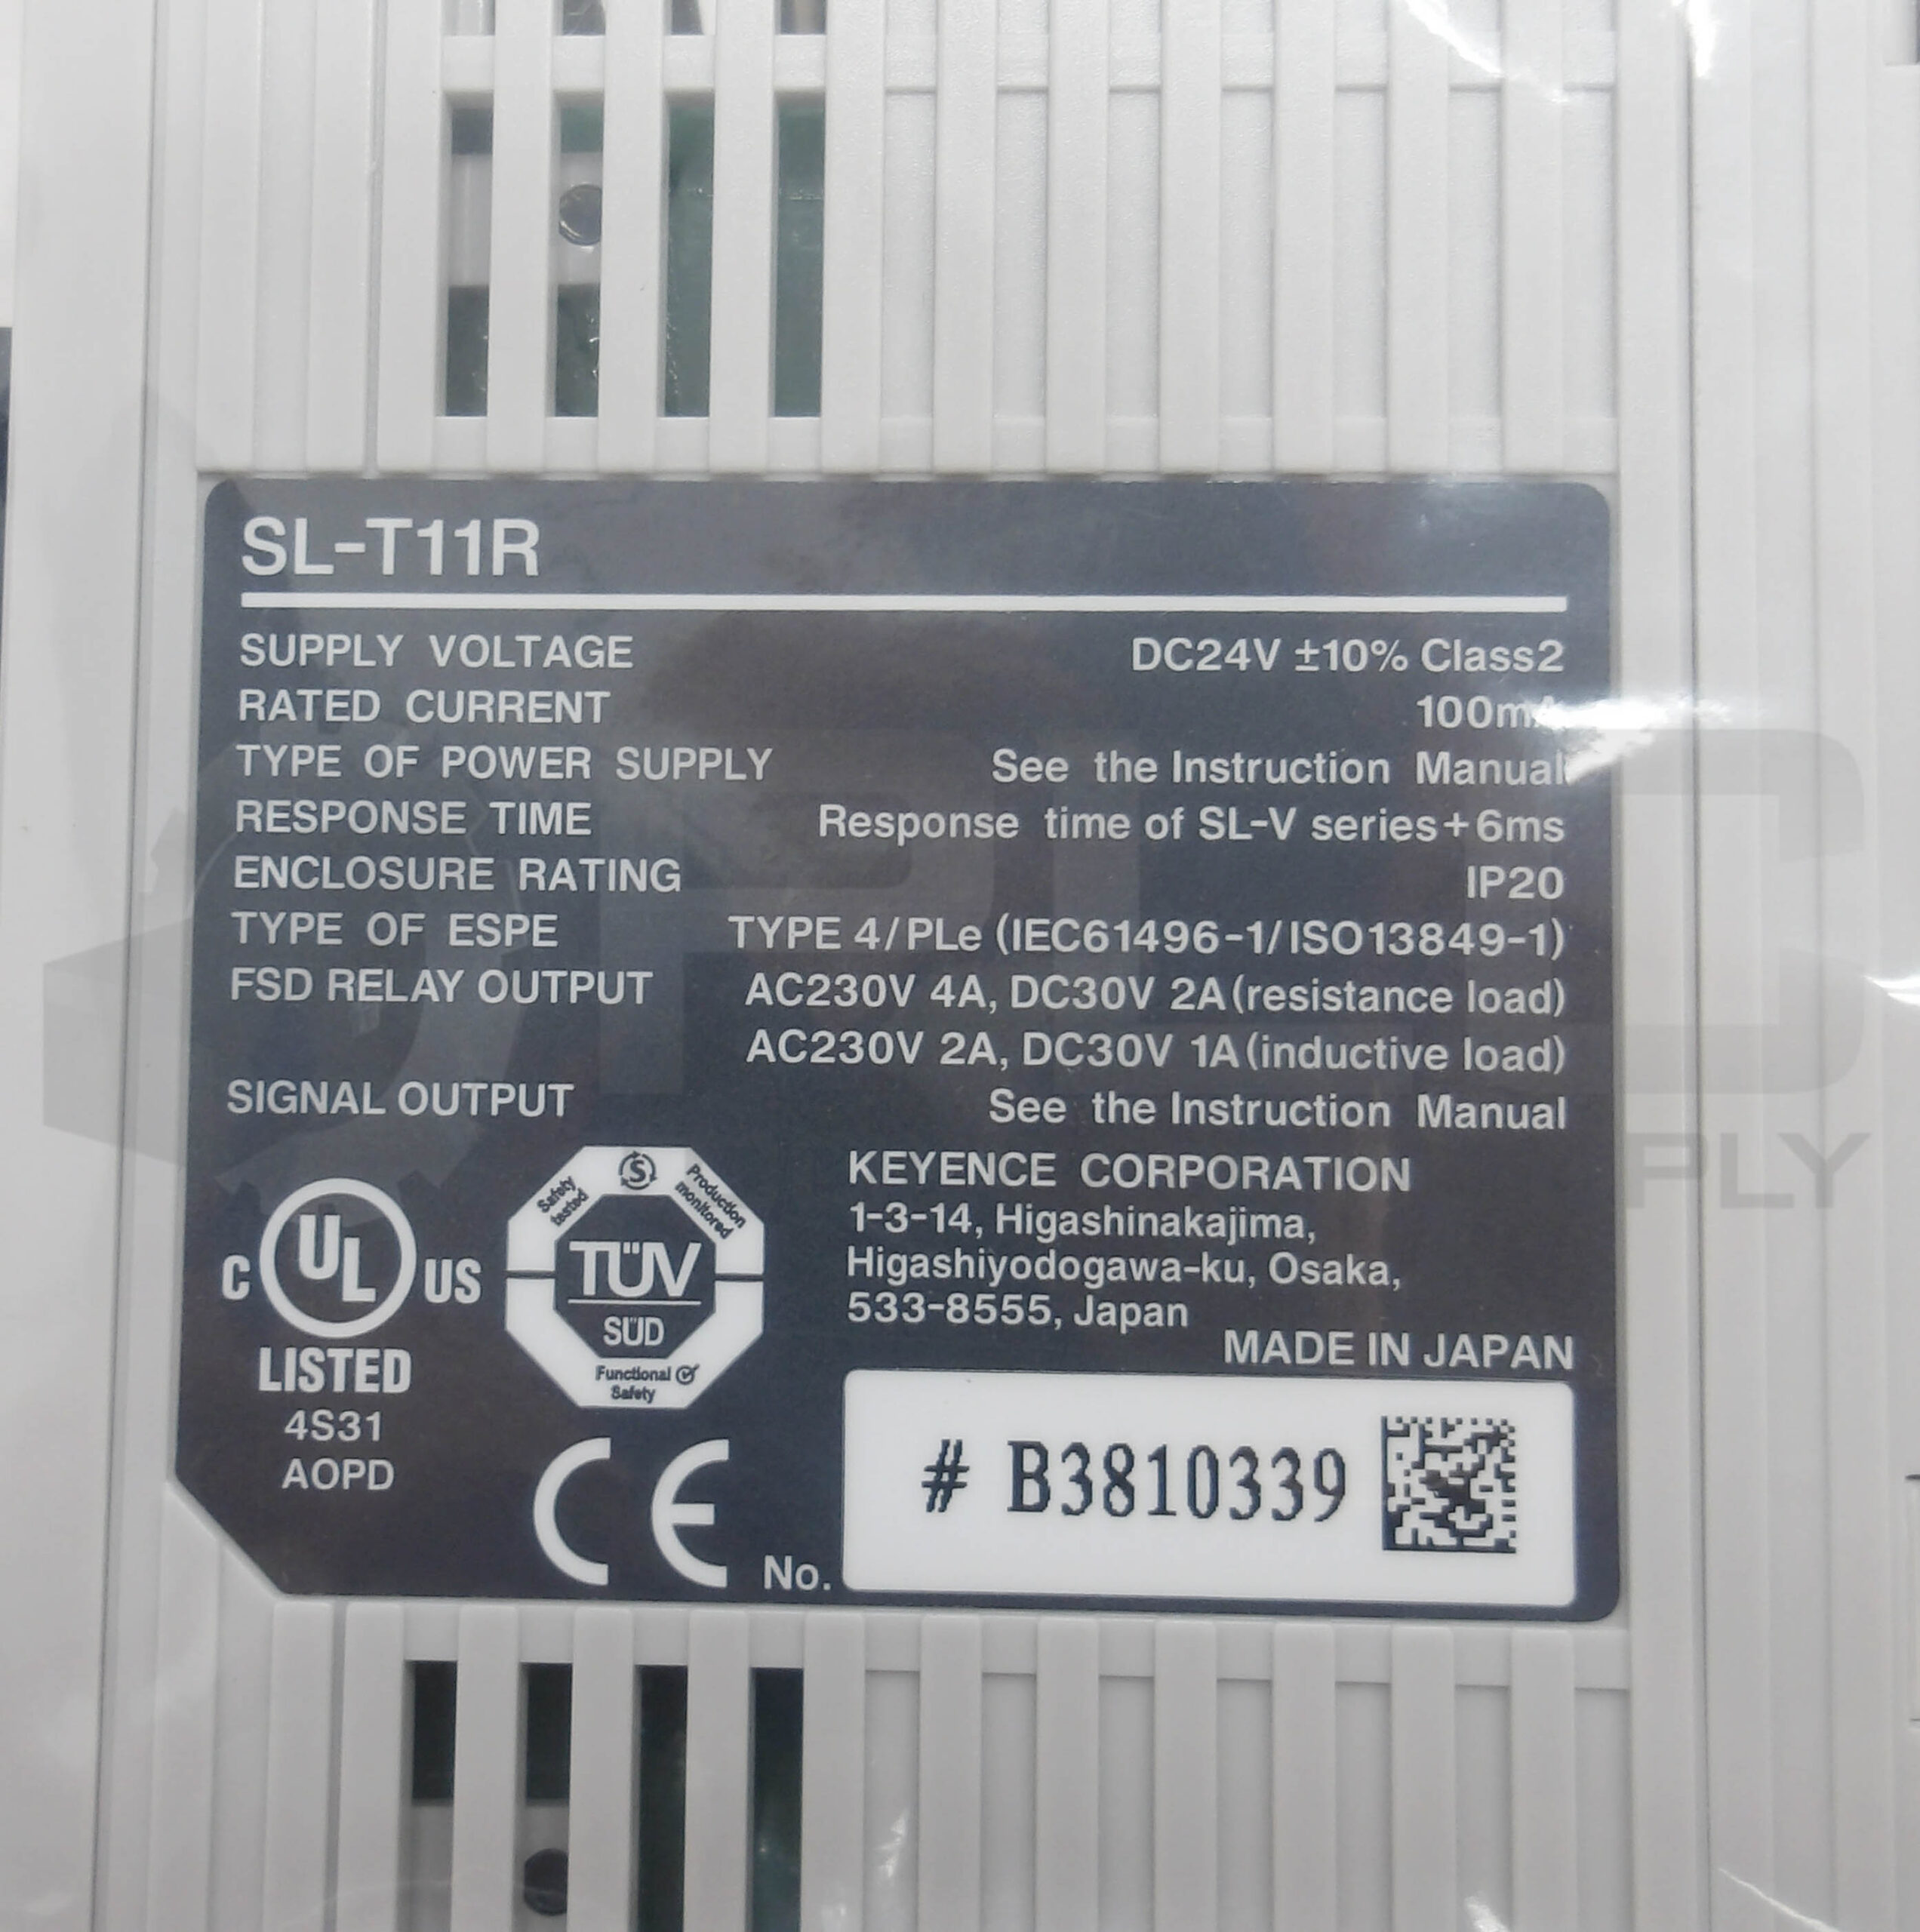 SL-T11R
SUPPLY VOLTAGE DC24V ±10% Class2
RATED CURRENT 100mA
TYPE OF POWER SUPPLY See the Instruction Manual
RESPONSE TIME Response time of SL-V series+6ms
ENCLOSURE RATING IP20
TYPE OF ESPE TYPE 4/PLe (IEC61496-1/ISO13849-1)
FSD RELAY OUTPUT AC230V 4A, DC30V 2A(resistance load)
AC230V 2A, DC30V 1A(inductive load)
SIGNAL OUTPUT See the Instruction Manual
C UL US
LISTED
4S31
AOPD
Safety tested
S
Production monitored
TÜV
SÜD
Functional Safety
CE
KEYENCE CORPORATION
1-3-14, Higashinakajima,
Higashiyodogawa-ku, Osaka,
533-8555, Japan
MADE IN JAPAN
No. # B3810339
PLC